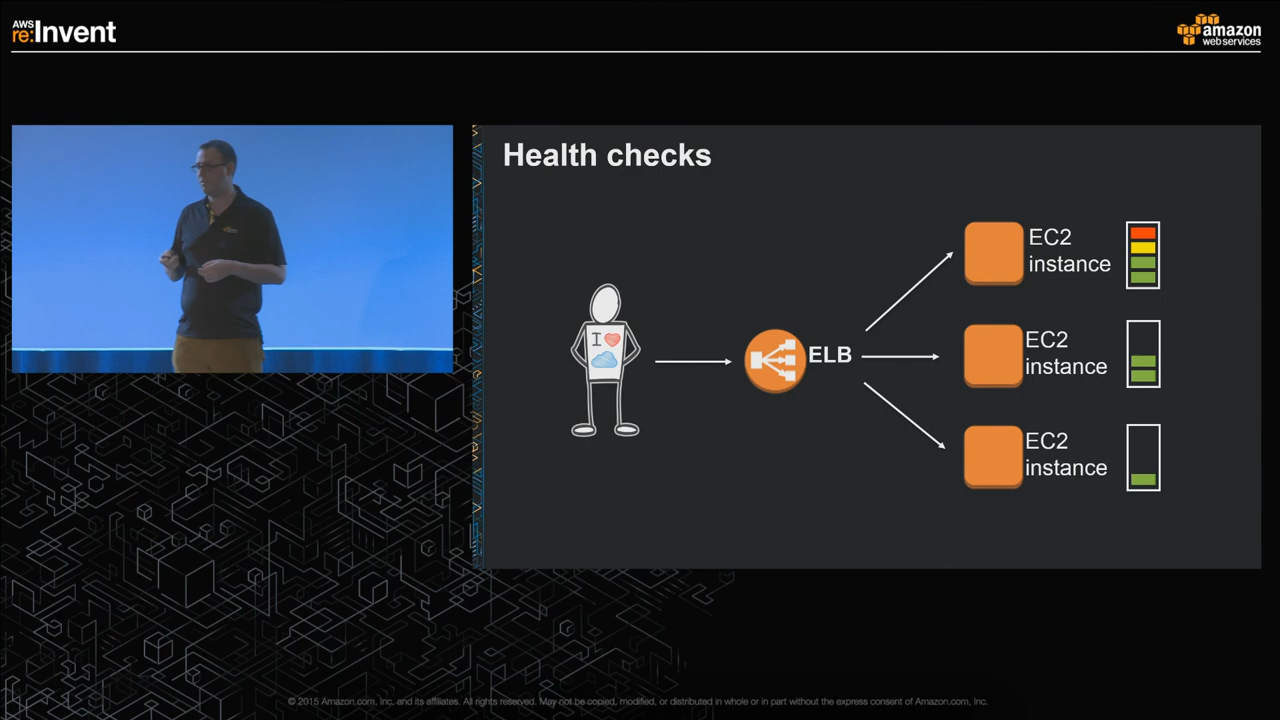 AWS
re:Invent
amazon
web services
Health checks
EC2
instance
I
ELB
EC2
instance
EC2
instance
© 2015 Amazon.com, Inc. and its affiliates. All rights reserved. May not be copied, modified, or distributed in whole or in part without the express consent of Amazon.com, Inc.